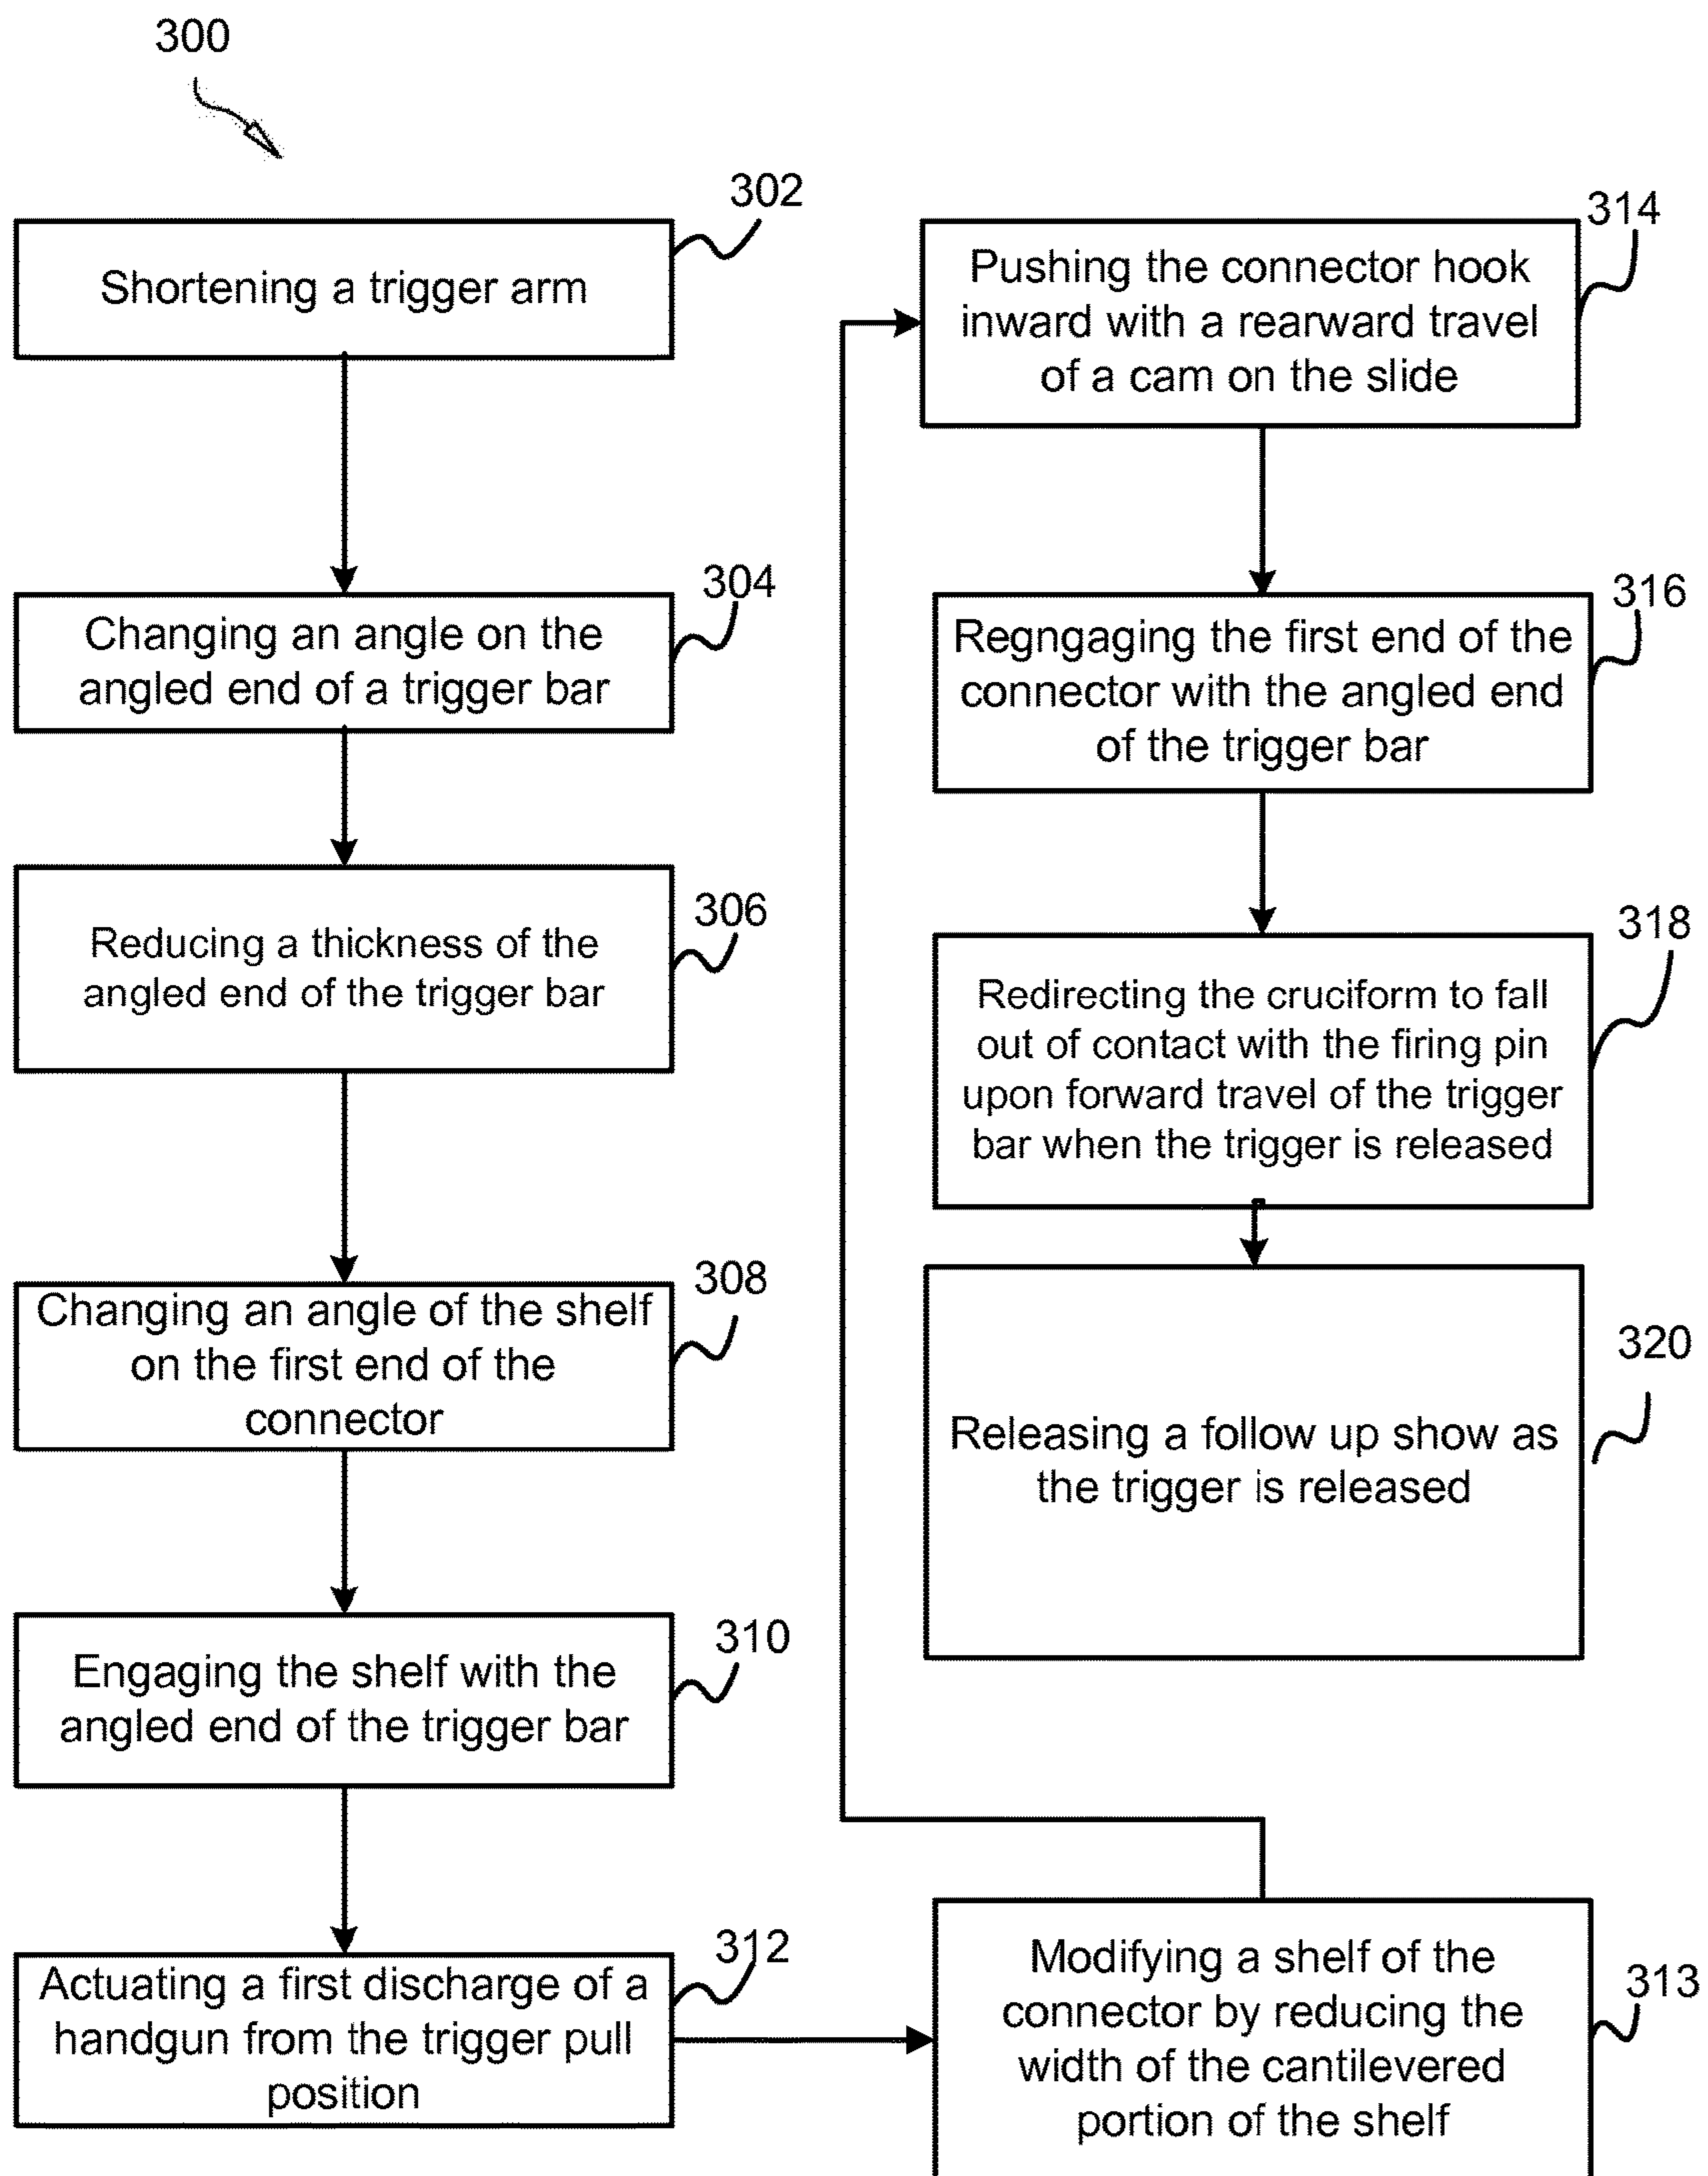 300
302
Shortening a trigger arm
304
Changing an angle on the
angled end of a trigger bar
306
Reducing a thickness of the
angled end of the trigger bar
308
Changing an angle of the shelf
on the first end of the
connector
310
Engaging the shelf with the
angled end of the trigger bar
312
Actuating a first discharge of a
handgun from the trigger pull
position
313
Modifying a shelf of the
connector by reducing the
width of the cantilevered
portion of the shelf
314
Pushing the connector hook
inward with a rearward travel
of a cam on the slide
316
Regngaging the first end of the
connector with the angled end
of the trigger bar
318
Redirecting the cruciform to fall
out of contact with the firing pin
upon forward travel of the trigger
bar when the trigger is released
320
Releasing a follow up show as
the trigger is released